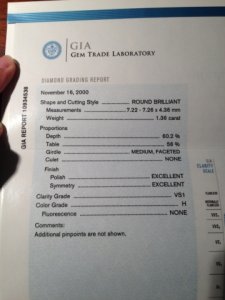 GIA
GEM TRADE LABORATORY
DIAMOND GRADING REPORT
GIA REPORT 10934636
November 16, 2000
Shape and Cutting Style ROUND BRILLIANT
Measurements 7.22 - 7.26 x 4.36 mm
Weight 1.36 carat
Proportions
Depth 60.2 %
Table 56 %
Girdle MEDIUM, FACETED
Culet NONE
Finish
Polish EXCELLENT
Symmetry EXCELLENT
Clarity Grade VS1
Color Grade H
Fluorescence NONE
Comments:
Additional pinpoints are not shown.
GIA
CLARITY
SCALE